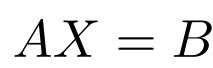 AX = B